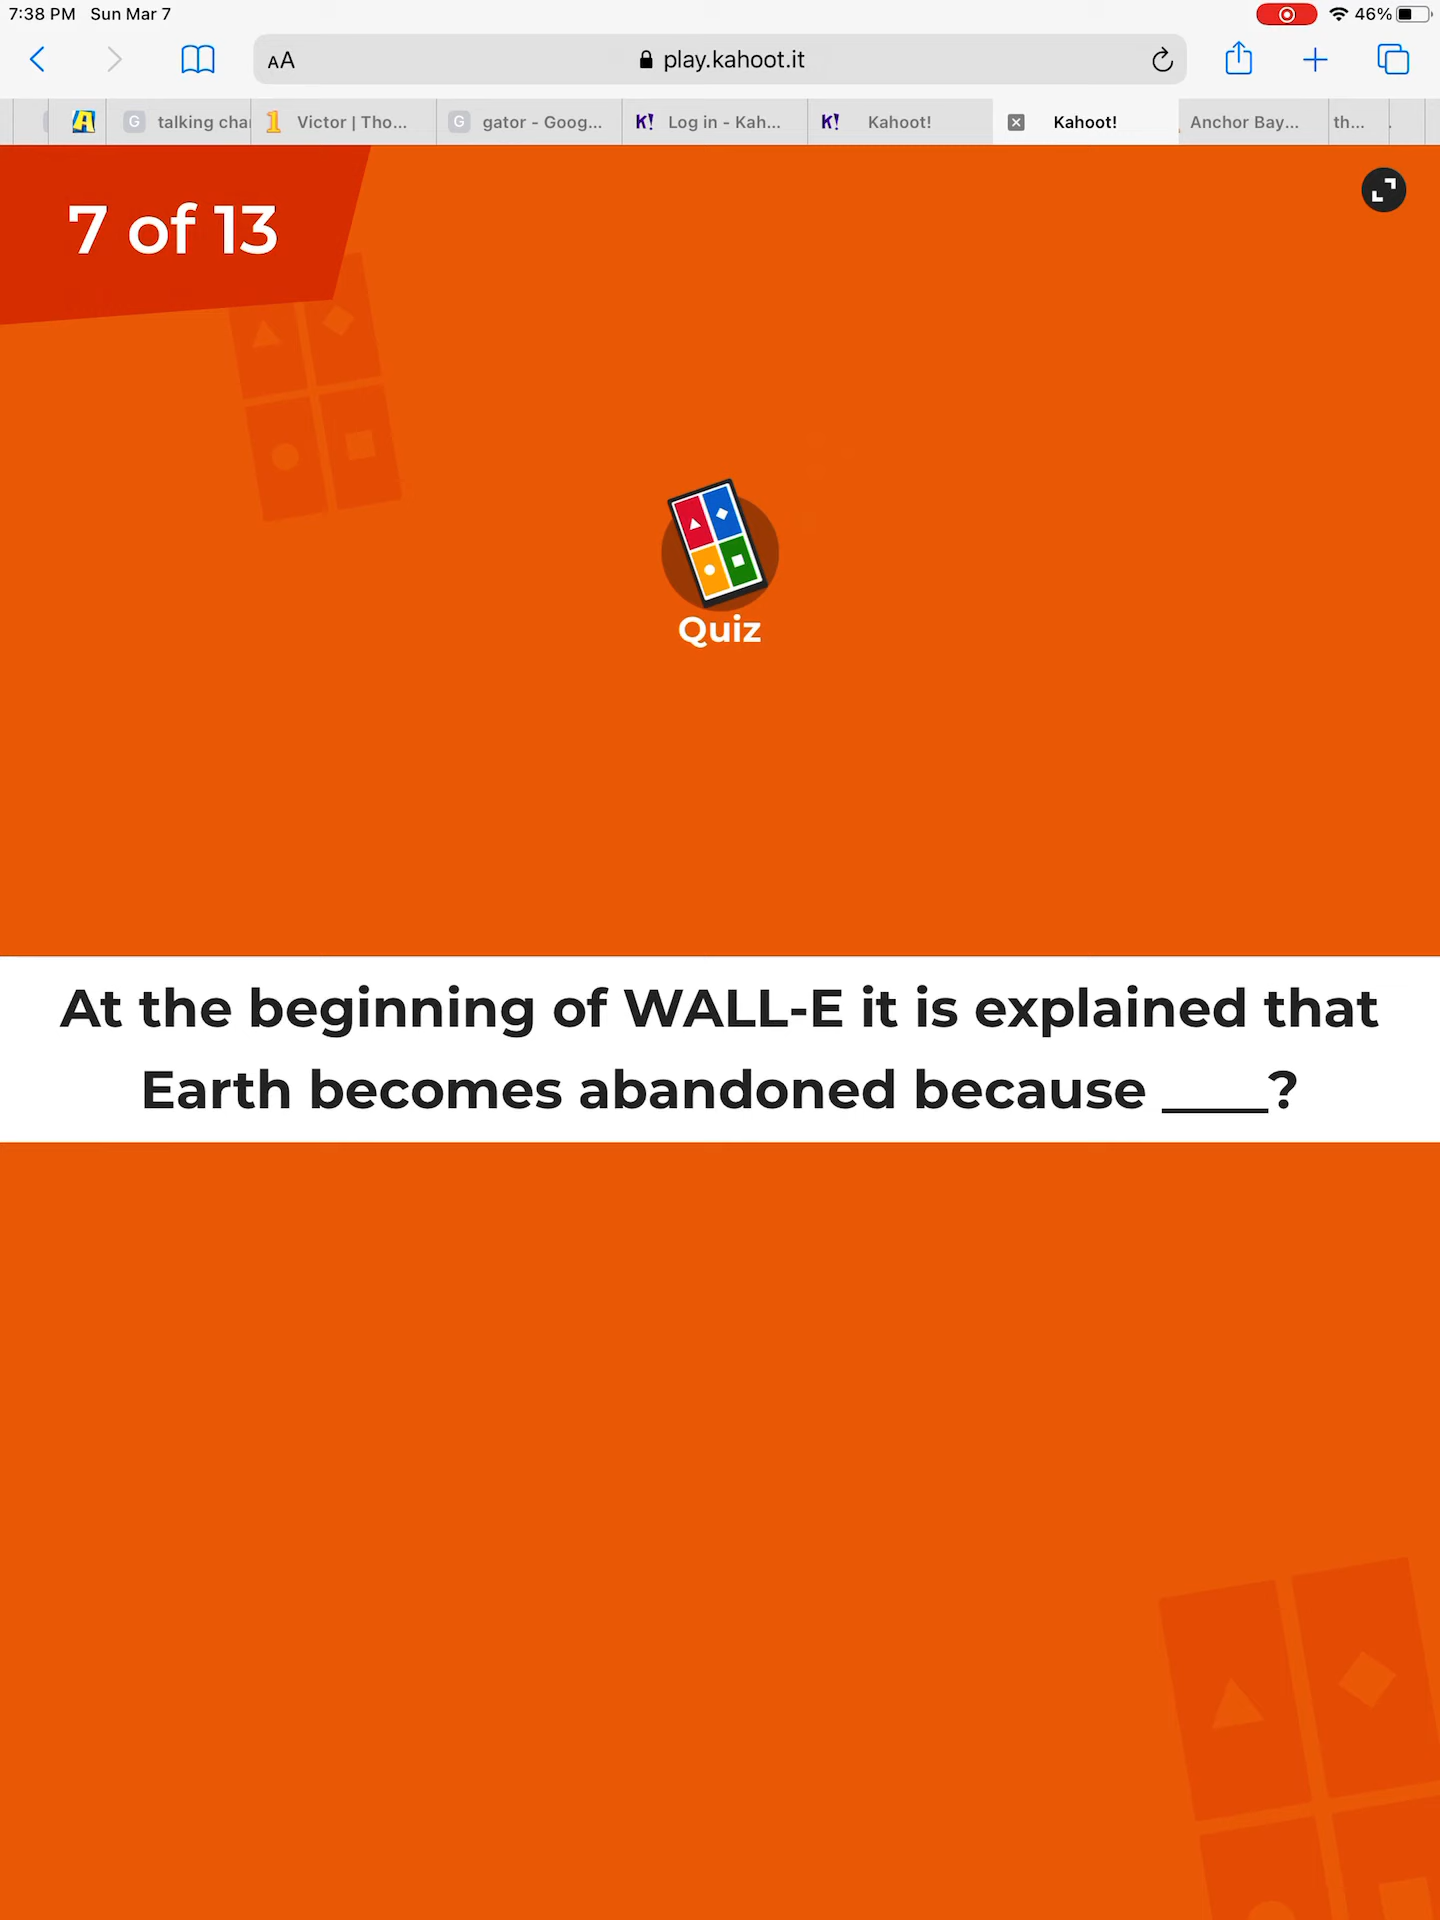 7:38 PM Sun Mar 7
46%
AA
play.kahoot.it
talking cha
Victor | Tho...
gator - Goog...
K! Log in - Kah...
K! Kahoot!
Kahoot!
Anchor Bay...
th...
7 of 13
Quiz
At the beginning of WALL-E it is explained that
Earth becomes abandoned because ____?